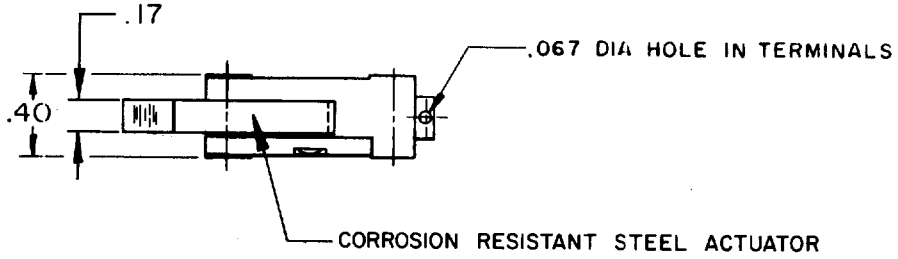 .17
.067 DIA HOLE IN TERMINALS
.40
CORROSION RESISTANT STEEL ACTUATOR